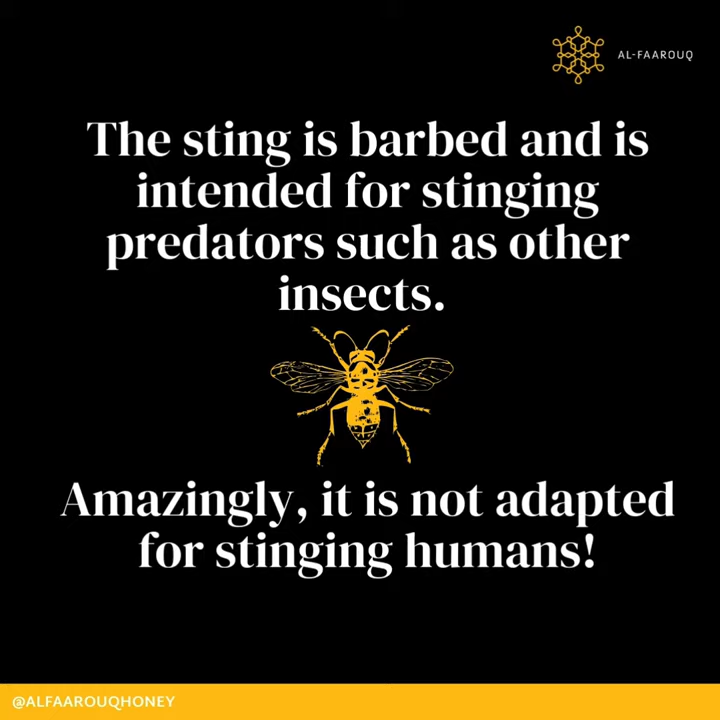 AL-FAAROUQ
The sting is barbed and is
intended for stinging
predators such as other
insects.
Amazingly, it is not adapted
for stinging humans!
@ALFAAROUQHONEY